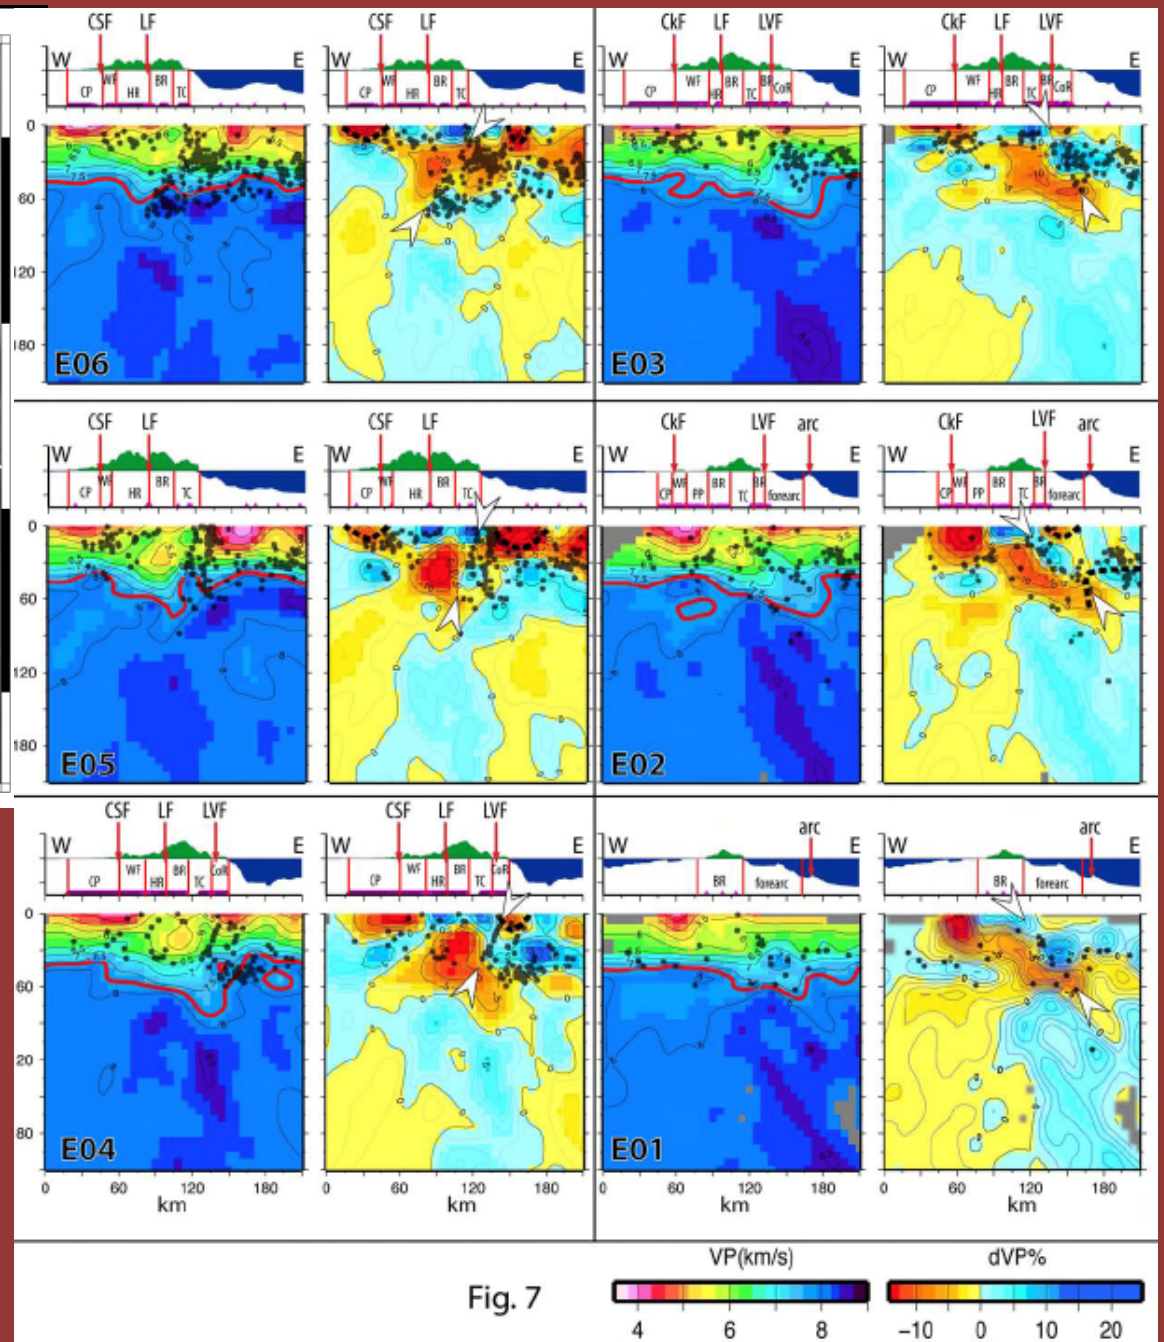 CSF LF
W E
CP WF HR BR TC
CSF LF
W E
CP WF HR BR TC
0
60
120
180
E06
CkF LF LVF
W E
CP WF HR BR TC BR CoR
CkF LF LVF
W E
CP WF HR BR TC BR CoR
E03
CSF LF
W E
CP WF HR BR TC
CSF LF
W E
CP WF HR BR TC
0
60
120
180
E05
CkF LVF arc
W E
CP WF PP BR TC BR forearc
CkF LVF arc
W E
CP WF PP BR TC BR forearc
E02
CSF LF LVF
W E
CP WF HR BR TC CoR
CSF LF LVF
W E
CP WF HR BR TC CoR
0
60
20
80
E04
0 60 120 180
km
0 60 120 180
km
arc
W E
BR forearc
arc
W E
BR forearc
E01
0 60 120 180
km
0 60 120 180
km
Fig. 7
VP(km/s)
4 6 8
dVP%
−10 0 10 20